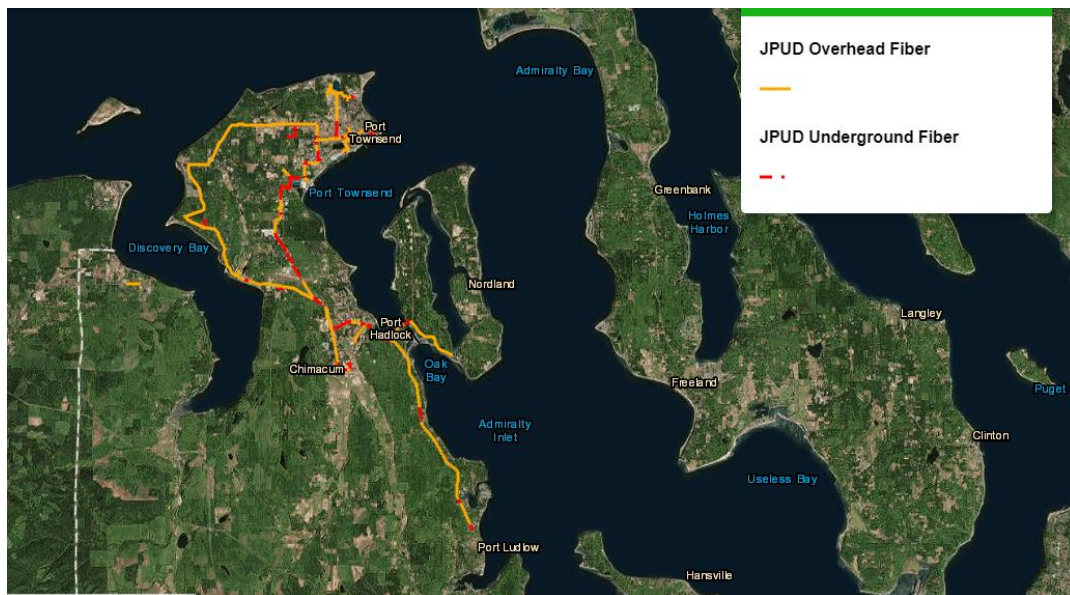 JPUD Overhead Fiber
JPUD Underground Fiber
Admiralty Bay
Port
Townsend
Port Townsend
Greenbank
Holmes
Harbor
Discovery Bay
Nordland
Langley
Port
Hadlock
Oak
Bay
Chimacum
Freeland
Puget
Admiralty
Inlet
Clinton
Useless Bay
Port Ludlow
Hansville